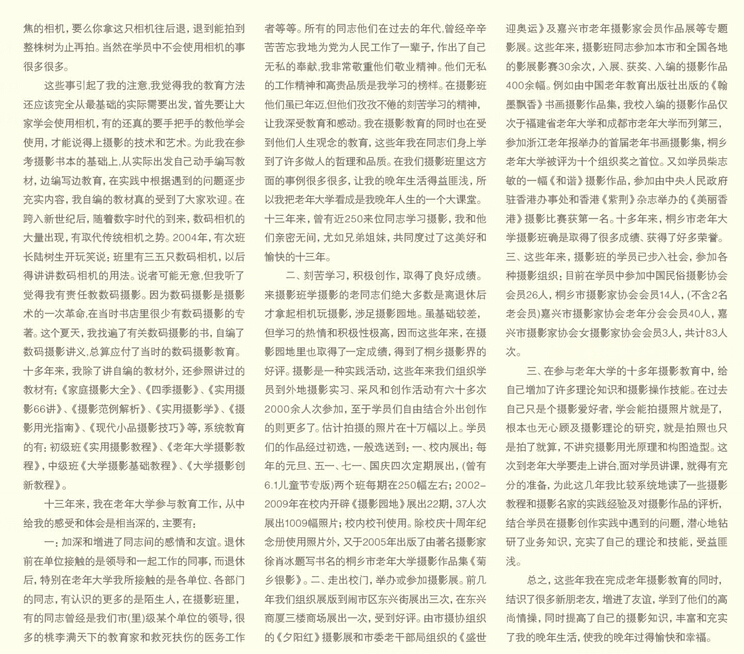 焦的相机，要么你拿这只相机往后退，退到能拍到
整株树为止再拍。当然在学员中不会使用相机的事
很多很多。
这些事引起了我的注意，我觉得我的教育方法
还应该完全从最基础的实际需要出发，首先要让大
家学会使用相机，有的还真的要手把手的教他学会
使用，才能说得上摄影的技术和艺术。为此我在参
考摄影书本的基础上，从实际出发自己动手编写教
材，边编写边教育，在实践中根据遇到的问题逐步
充实内容，我自编的教材真的受到了大家欢迎。在
跨入新世纪后，随着数字时代的到来，数码相机的
大量出现，有取代传统相机之势。2004年，有次班
长陆树生开玩笑说；班里有三五只数码相机，以后
得讲讲数码相机的用法。说者可能无意，但我听了
觉得我有责任教数码摄影。因为数码摄影是摄影
术的一次革命，在当时书店里很少有数码摄影的专
著。这个夏天，我找遍了有关数码摄影的书，自编了
数码摄影讲义，总算应付了当时的数码摄影教育。
十多年来，我除了讲自编的教材外，还参照讲过的
教材有：《家庭摄影大全》、《四季摄影》、《实用摄
影66讲》、《摄影范例解析》、《实用摄影学》、《摄
影用光指南》、《现代小品摄影技巧》等，系统教育
的有：初级班《实用摄影教程》、《老年大学摄影教
程》，中级班《大学摄影基础教程》、《大学摄影创
新教程》。
十三年来，我在老年大学参与教育工作，从中
给我的感受和体会是相当深的，主要有；
一；加深和增进了同志间的感情和友谊。退休
前在单位接触的是领导和一起工作的同事，而退休
后，特别在老年大学我所接触的是各单位、各部门
的同志，有认识的更多的是陌生人，在摄影班里，
有的同志曾经是我们市(里)级某个单位的领导，很
多的桃李满天下的教育家和救死扶伤的医务工作
者等等。所有的同志他们在过去的年代，曾经辛辛
苦苦忘我地为党为人民工作了一辈子，作出了自己
无私的奉献，我非常敬重他们敬业精神。他们无私
的工作精神和高贵品质是我学习的榜样。在摄影班
他们虽已年迈，但他们孜孜不倦的刻苦学习的精神，
让我深受教育和感动。我在摄影教育的同时也在受
到他们人生观念的教育，这些年我在同志们身上学
到了许多做人的哲理和品质。在我们摄影班里这方
面的事例很多很多，让我的晚年生活得益匪浅，所
以我把老年大学看成是我晚年人生的一个大课堂。
十三年来，曾有近250来位同志学习摄影，我和他
们亲密无间，尤如兄弟姐妹，共同度过了这美好和
愉快的十三年。
二、刻苦学习，积极创作，取得了良好成绩。
来摄影班学摄影的老同志们绝大多数是离退休后
才拿起相机玩摄影，涉足摄影园地。虽基础较差，
但学习的热情和积极性极高，因而这些年来，在摄
影园地里也取得了一定成绩，得到了桐乡摄影界的
好评。摄影是一种实践活动，这些年来我们组织学
员到外地摄影实习、采风和创作活动有六十多次
2000余人次参加，至于学员们自由结合外出创作
的则更多了。估计拍摄的照片在十万幅以上。学员
们的作品经过初选，一般选送到：一、校内展出；每
年的元旦、五一、七一、国庆四次定期展出，(曾有
6.1儿童节专版)两个班每期在250幅左右；2002-
2009年在校内开辟《摄影园地》展出22期，37人次
展出1009幅照片；校内校刊使用。除校庆十周年纪
念册使用照片外，又于2005年出版了由著名摄影家
徐肖冰题写书名的桐乡市老年大学摄影作品集《菊
乡银影》。二、走出校门，举办或参加摄影展。前几
年我们组织展版到闹市区东兴街展出三次，在东兴
商厦三楼商场展出一次，受到好评。由市摄协组织
的《夕阳红》摄影展和市委老干部局组织的《盛世
迎奥运》及嘉兴市老年摄影家会员作品展等专题
影展。这些年来，摄影班同志参加本市和全国各地
的影展影赛30余次，入展、获奖、入编的摄影作品
400余幅。例如由中国老年教育出版社出版的《翰
墨飘香》书画摄影作品集，我校入编的摄影作品仅
次于福建省老年大学和成都市老年大学而列第三，
参加浙江老年报举办的首届老年书画摄影集，桐乡
老年大学被评为十个组织奖之首位。又如学员柴志
敏的一幅《和谐》摄影作品，参加由中央人民政府
驻香港办事处和香港《紫荆》杂志举办的《美丽香
港》摄影比赛获第一名。十多年来，桐乡市老年大
学摄影班确是取得了很多成绩、获得了好多荣誉。
三、这些年来，摄影班的学员已步入社会，参加各
种摄影组织；目前在学员中参加中国民俗摄影协会
会员26人，桐乡市摄影家协会会员14人，(不含2名
老会员)嘉兴市摄影家协会老年分会会员40人，嘉
兴市摄影家协会女摄影家协会会员3人，共计83人
次。
三、在参与老年大学的十多年摄影教育中，给
自己增加了许多理论知识和摄影操作技能。在过去
自己只是个摄影爱好者，学会能拍摄照片就是了，
根本也无心顾及摄影理论的研究，就是拍照也只
是拍了就算，不讲究摄影用光原理和构图造型。这
次到老年大学要走上讲台，面对学员讲课，就得有充
分的准备，为此这几年我比较系统地读了一些摄影
教程和摄影名家的实践经验及对摄影作品的评析，
结合学员在摄影创作实践中遇到的问题，潜心地钻
研了业务知识，充实了自己的理论和技能，受益匪
浅。
总之，这些年我在完成老年摄影教育的同时，
结识了很多新朋老友，增进了友谊，学到了他们的高
尚情操，同时提高了自己的摄影知识，丰富和充实
了我的晚年生活，使我的晚年过得愉快和幸福。